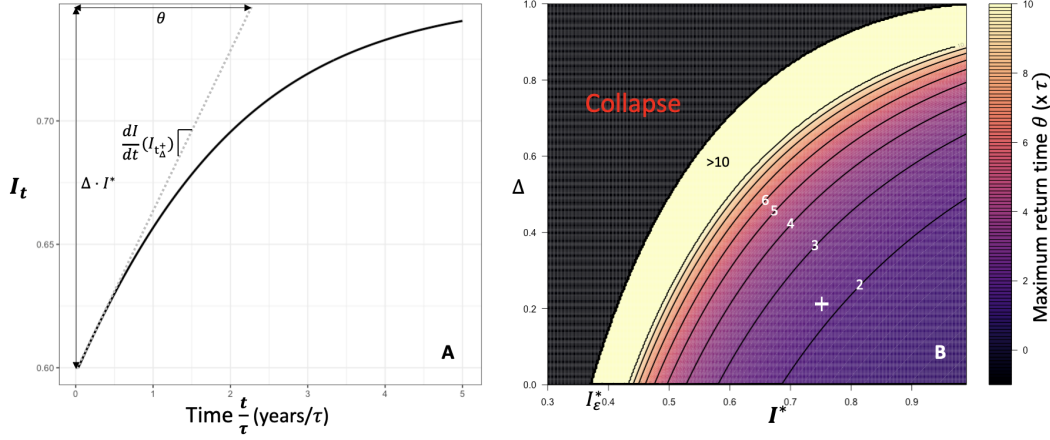 θ
dI/dt (I_{t_Δ^+})
Δ · I*
I_t
0.70
0.65
0.60
0 1 2 3 4 5
Time t/τ (years/τ)
A
1.0
0.8
0.6
0.4
0.2
0.0
Δ
Collapse
>10
6
5
4
3
2
B
0.3 0.4 0.5 0.6 0.7 0.8 0.9
I_ε^*
I*
10
8
6
4
2
0
Maximum return time θ (x τ)